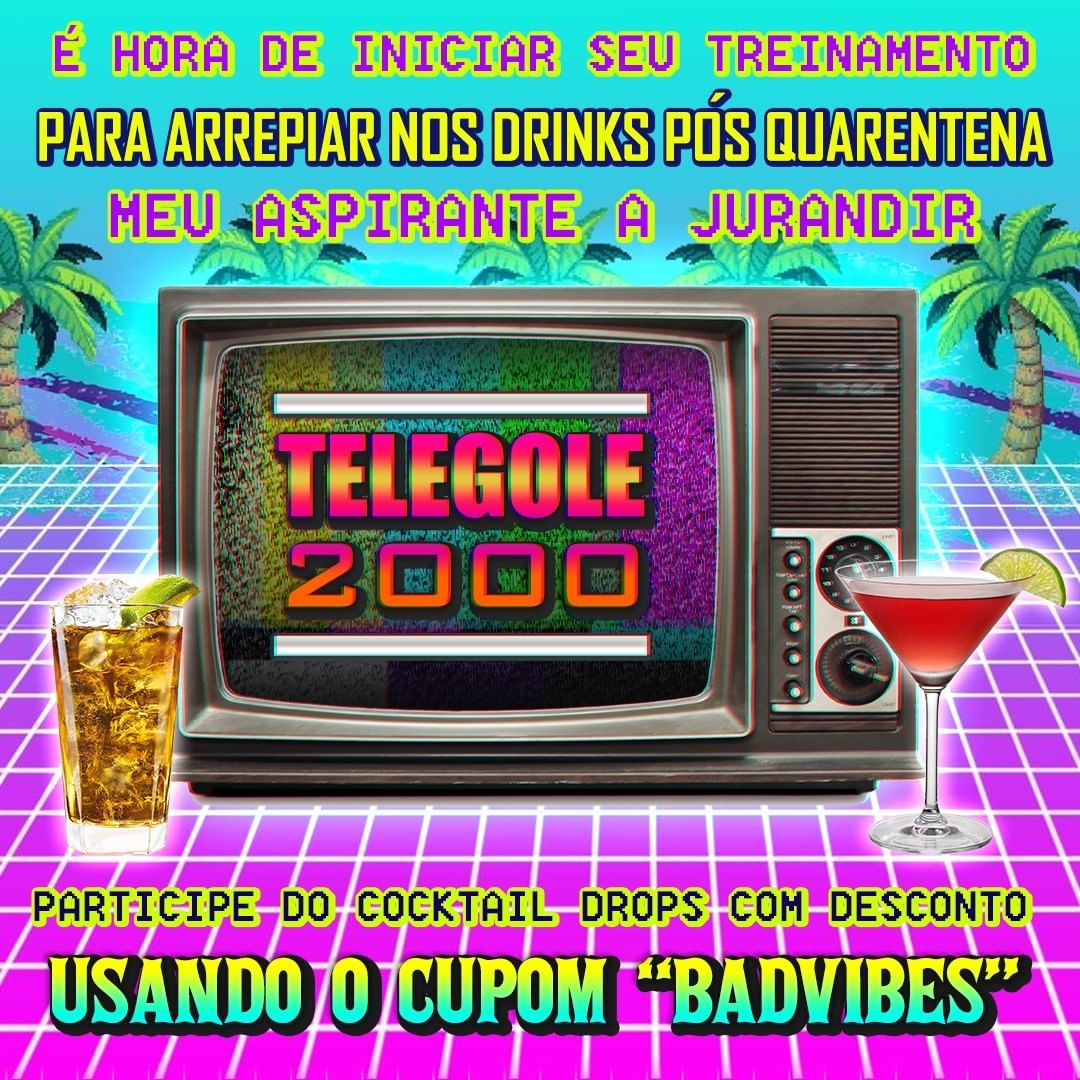 É HORA DE INICIAR SEU TREINAMENTO
PARA ARREPIAR NOS DRINKS PÓS QUARENTENA
MEU ASPIRANTE A JURANDIR
TELEGOLE
2000
PARTICIPE DO COCKTAIL DROPS COM DESCONTO
USANDO O CUPOM “BADVIBES”